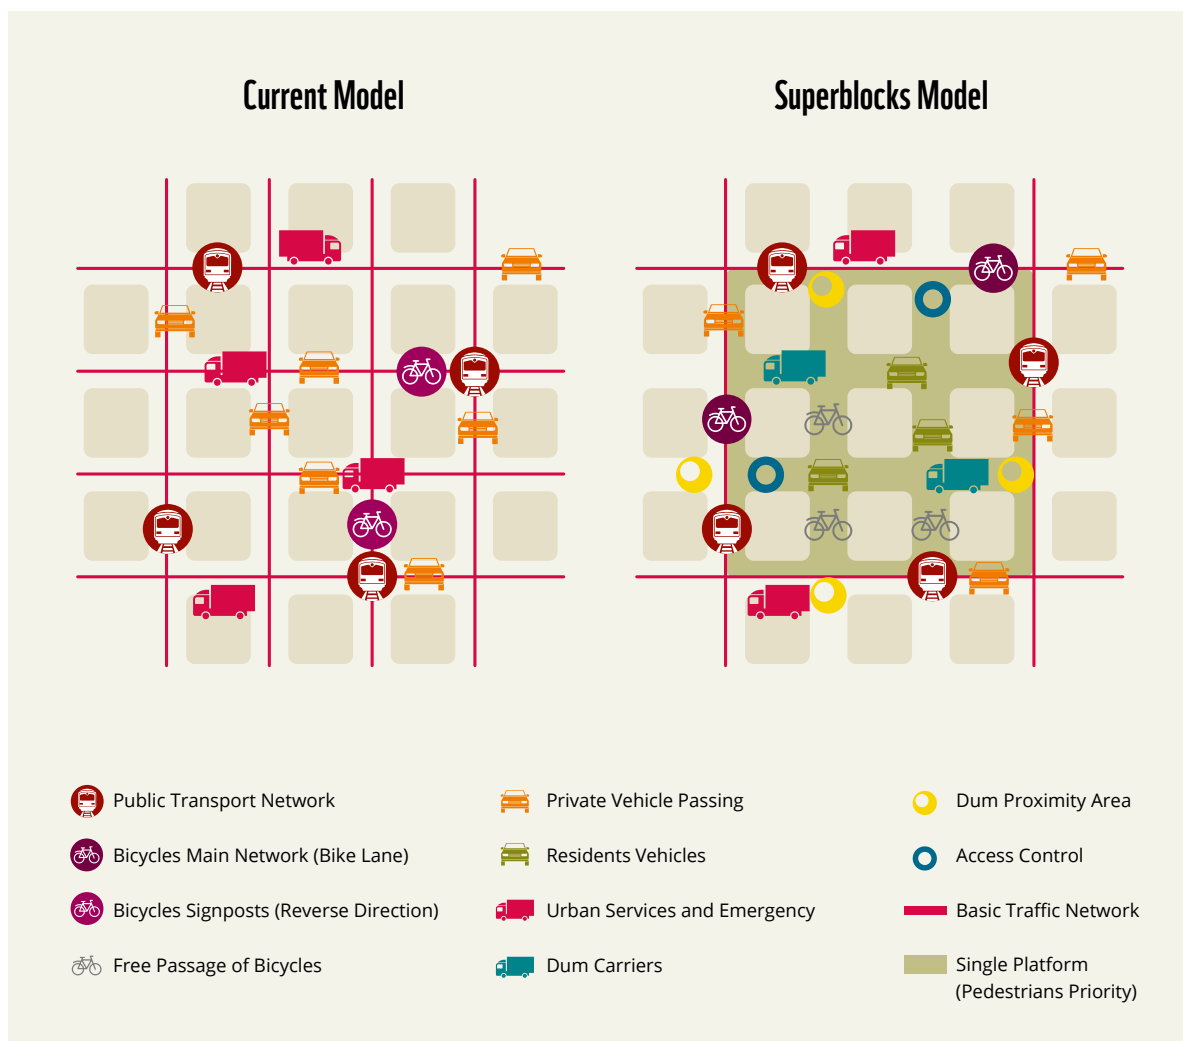 Current Model
Superblocks Model
Public Transport Network
Private Vehicle Passing
Dum Proximity Area
Bicycles Main Network (Bike Lane)
Residents Vehicles
Access Control
Bicycles Signposts (Reverse Direction)
Urban Services and Emergency
Basic Traffic Network
Free Passage of Bicycles
Dum Carriers
Single Platform
(Pedestrians Priority)